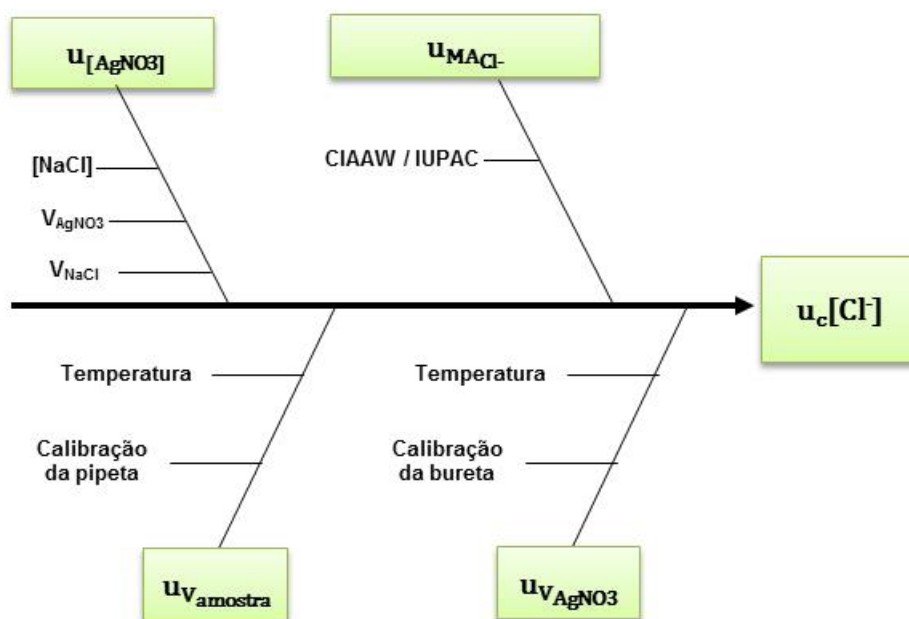 u[AgNO3]
uMACl-
[NaCl]
CIAAW / IUPAC
VAgNO3
VNaCl
uc[Cl-]
Temperatura
Temperatura
Calibração
da pipeta
Calibração
da bureta
uVamostra
uVAgNO3